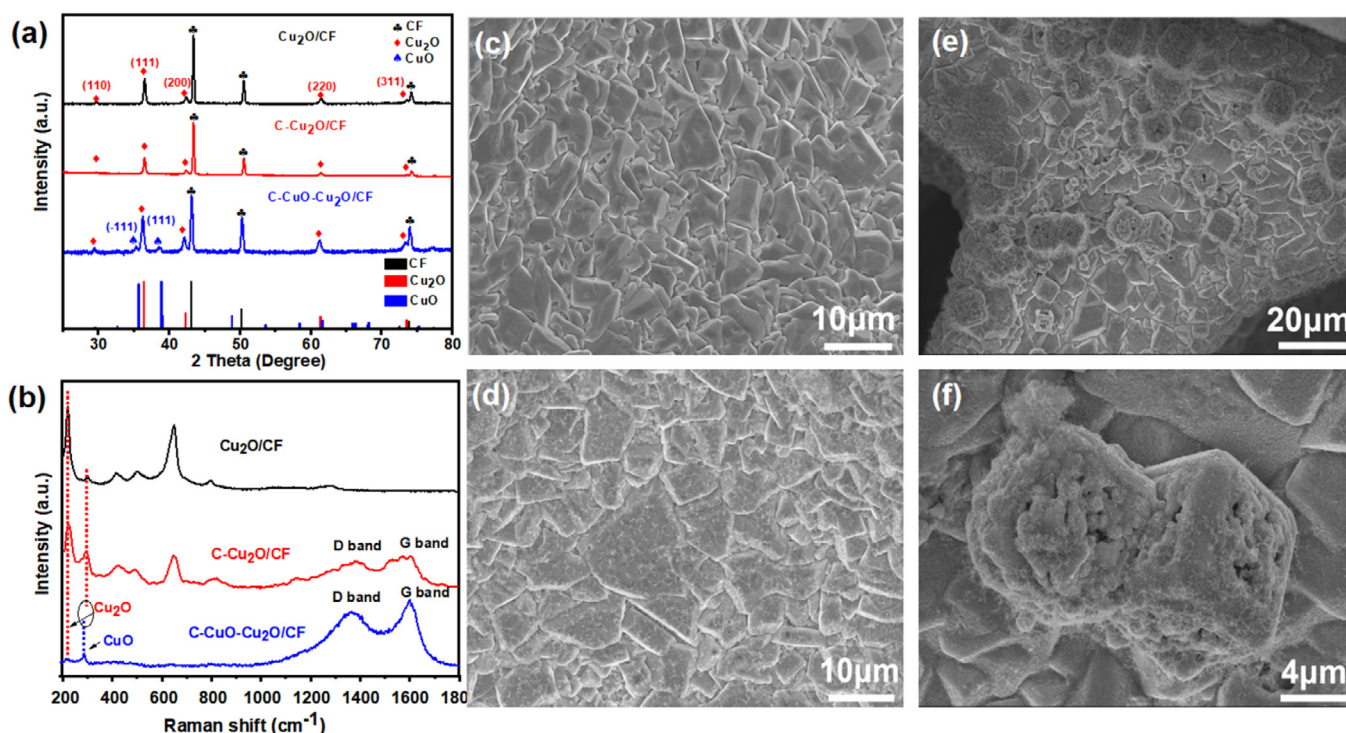 (a)
Intensity (a.u.)
Cu₂O/CF
♣ CF
♦ Cu₂O
♠ CuO
(110)
(111)
(200)
(220)
(311)
C-Cu₂O/CF
C-CuO-Cu₂O/CF
(-111)
(111)
CF
Cu₂O
CuO
30 40 50 60 70 80
2 Theta (Degree)
(b)
Intensity (a.u.)
Cu₂O/CF
C-Cu₂O/CF
D band
G band
Cu₂O
CuO
C-CuO-Cu₂O/CF
D band
G band
200 400 600 800 1000 1200 1400 1600 1800
Raman shift (cm⁻¹)
(c)
10μm
(d)
10μm
(e)
20μm
(f)
4μm